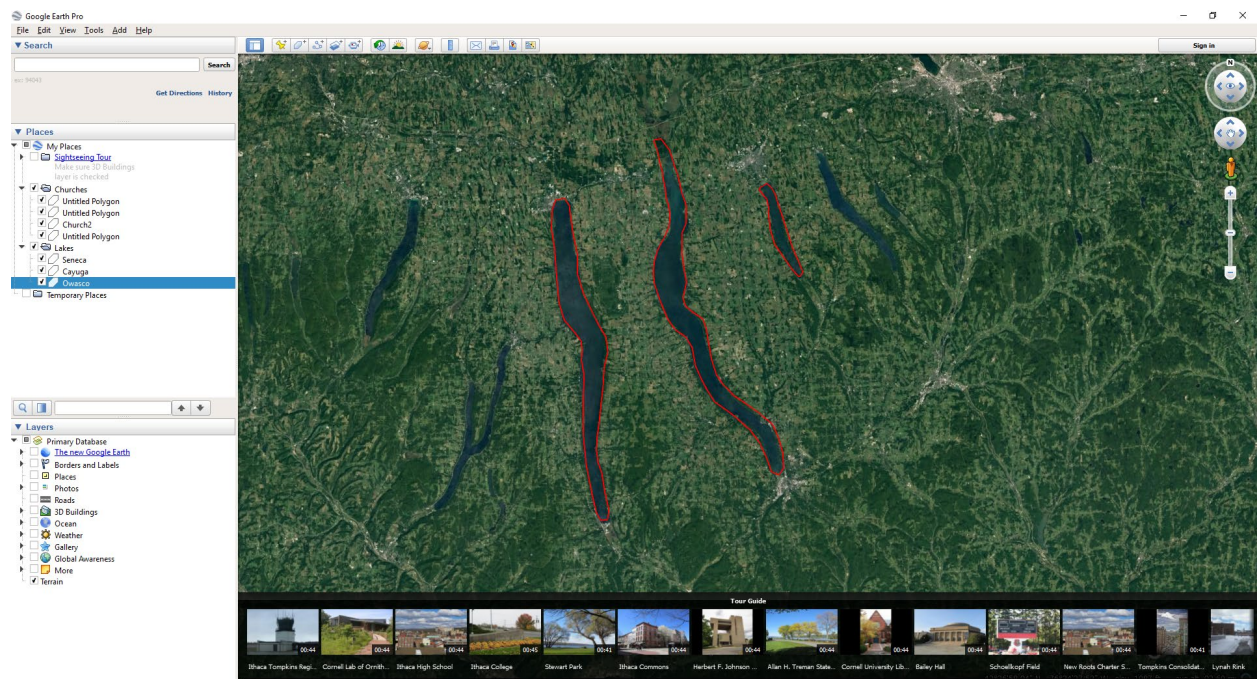 Google Earth Pro
File Edit View Tools Add Help
Search
Sign in
Search
ex: 94043
Get Directions History
Places
My Places
Sightseeing Tour
Make sure 3D Buildings
layer is checked
Churches
Untitled Polygon
Untitled Polygon
Church2
Untitled Polygon
Lakes
Seneca
Cayuga
Owasco
Temporary Places
Layers
Primary Database
The new Google Earth
Borders and Labels
Places
Photos
Roads
3D Buildings
Ocean
Weather
Gallery
Global Awareness
More
Terrain
N
Tour Guide
00:44 00:44 00:44 00:45 00:41 00:44 00:44 00:44 00:44 00:44 00:44 00:44 00:41 00:44
Ithaca Tompkins Regi... Cornell Lab of Ornith... Ithaca High School Ithaca College Stewart Park Ithaca Commons Herbert F. Johnson ... Allan H. Treman State... Cornell University Lib... Bailey Hall Schoellkopf Field New Roots Charter S... Tompkins Consolidat... Lynah Rink